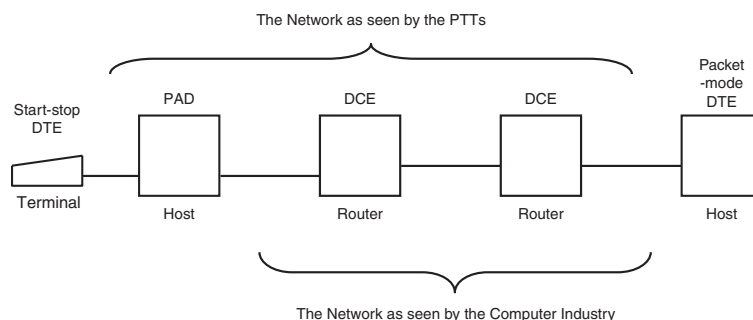 The Network as seen by the PTTs
Packet
-mode
DTE
PAD
DCE
DCE
Start-stop
DTE
Terminal
Host
Router
Router
Host
The Network as seen by the Computer Industry